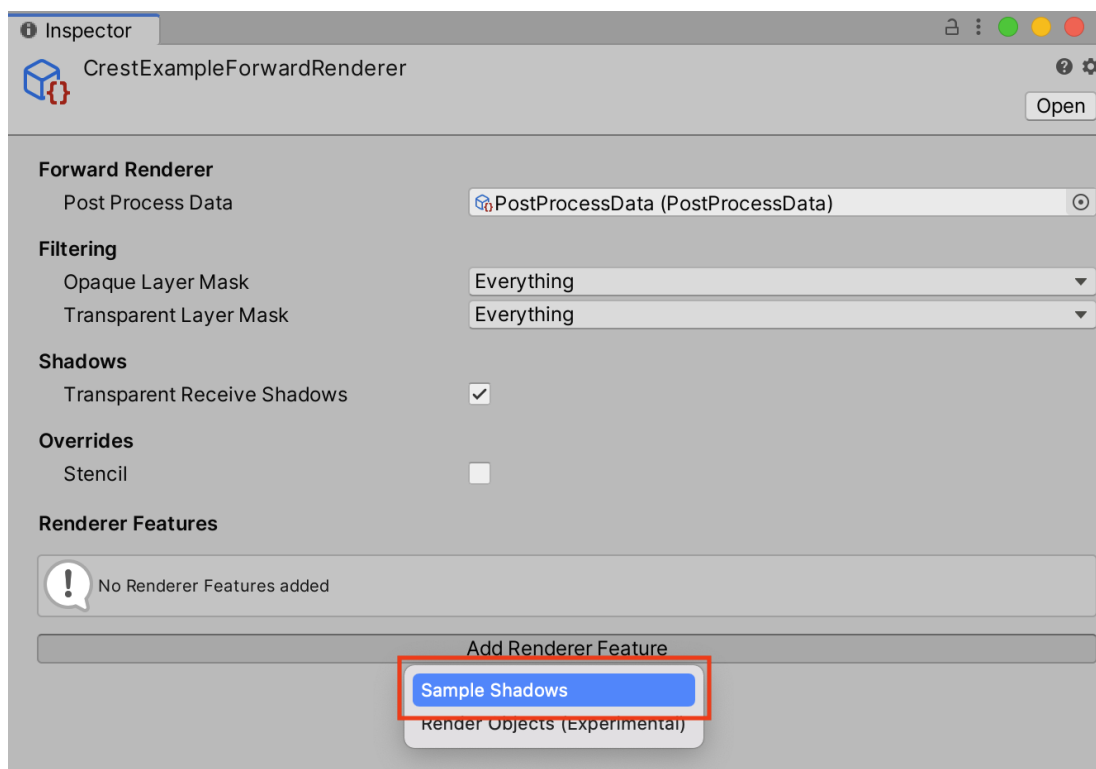 Inspector
CrestExampleForwardRenderer
Open
Forward Renderer
Post Process Data PostProcessData (PostProcessData)
Filtering
Opaque Layer Mask Everything
Transparent Layer Mask Everything
Shadows
Transparent Receive Shadows
Overrides
Stencil
Renderer Features
No Renderer Features added
Add Renderer Feature
Sample Shadows
Render Objects (Experimental)